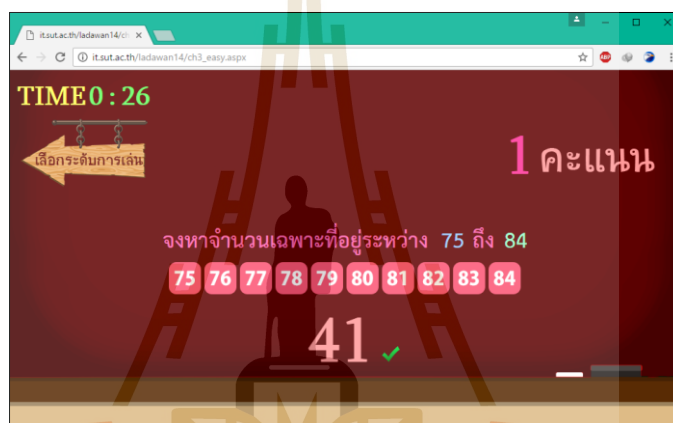 it.sut.ac.th/ladawan14/ch
it.sut.ac.th/ladawan14/ch3_easy.aspx
TIME 0 : 26
เลือกระดับการเล่น
1 คะแนน
จงหาจำนวนเฉพาะที่อยู่ระหว่าง 75 ถึง 84
75 76 77 78 79 80 81 82 83 84
41